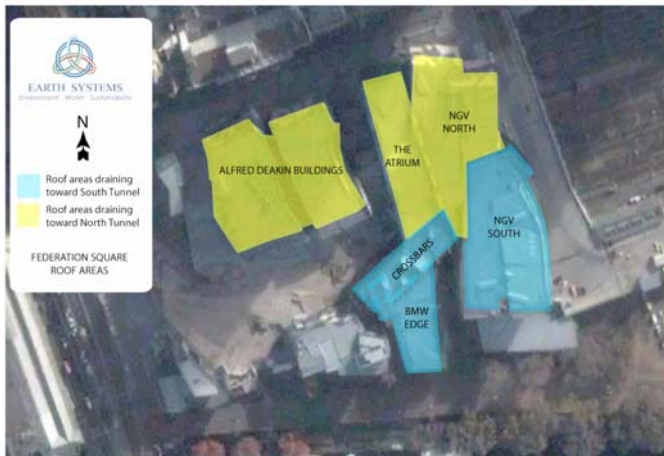 EARTH SYSTEMS
Environment · Water · Sustainability
N
Roof areas draining
toward South Tunnel
Roof areas draining
toward North Tunnel
FEDERATION SQUARE
ROOF AREAS
ALFRED DEAKIN BUILDINGS
THE
ATRIUM
NGV
NORTH
NGV
SOUTH
CROSSBARS
BMW
EDGE